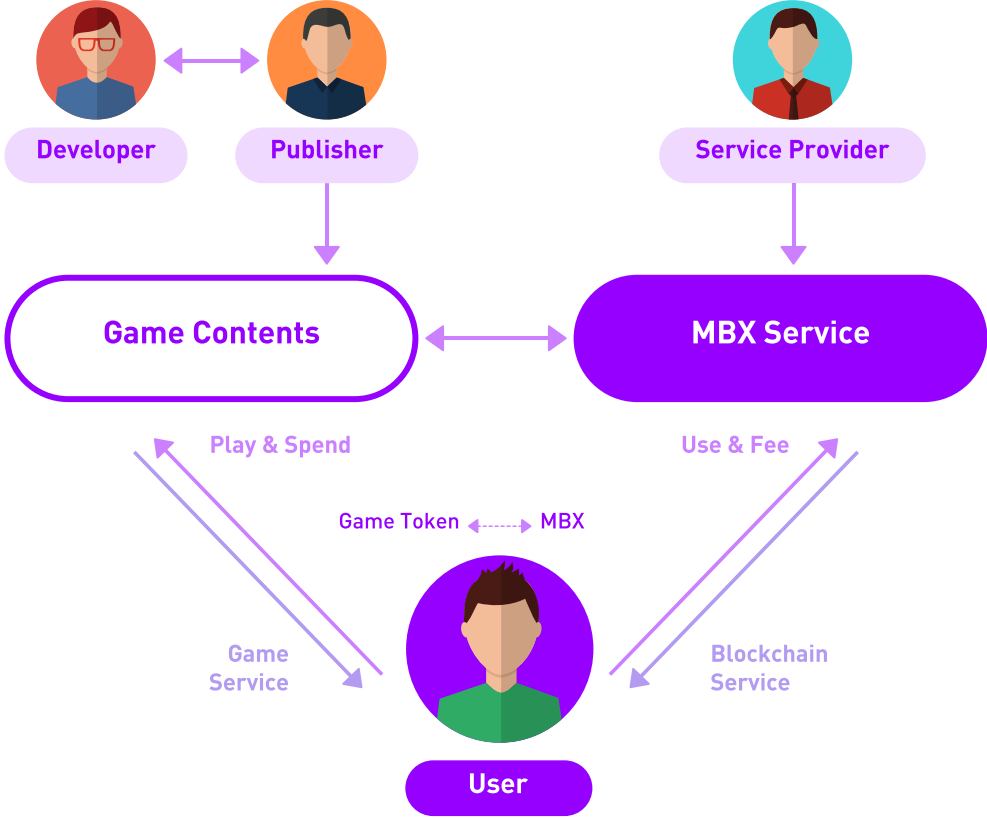 Developer
Publisher
Service Provider
Game Contents
MBX Service
Play & Spend
Use & Fee
Game Token
MBX
Game
Service
Blockchain
Service
User